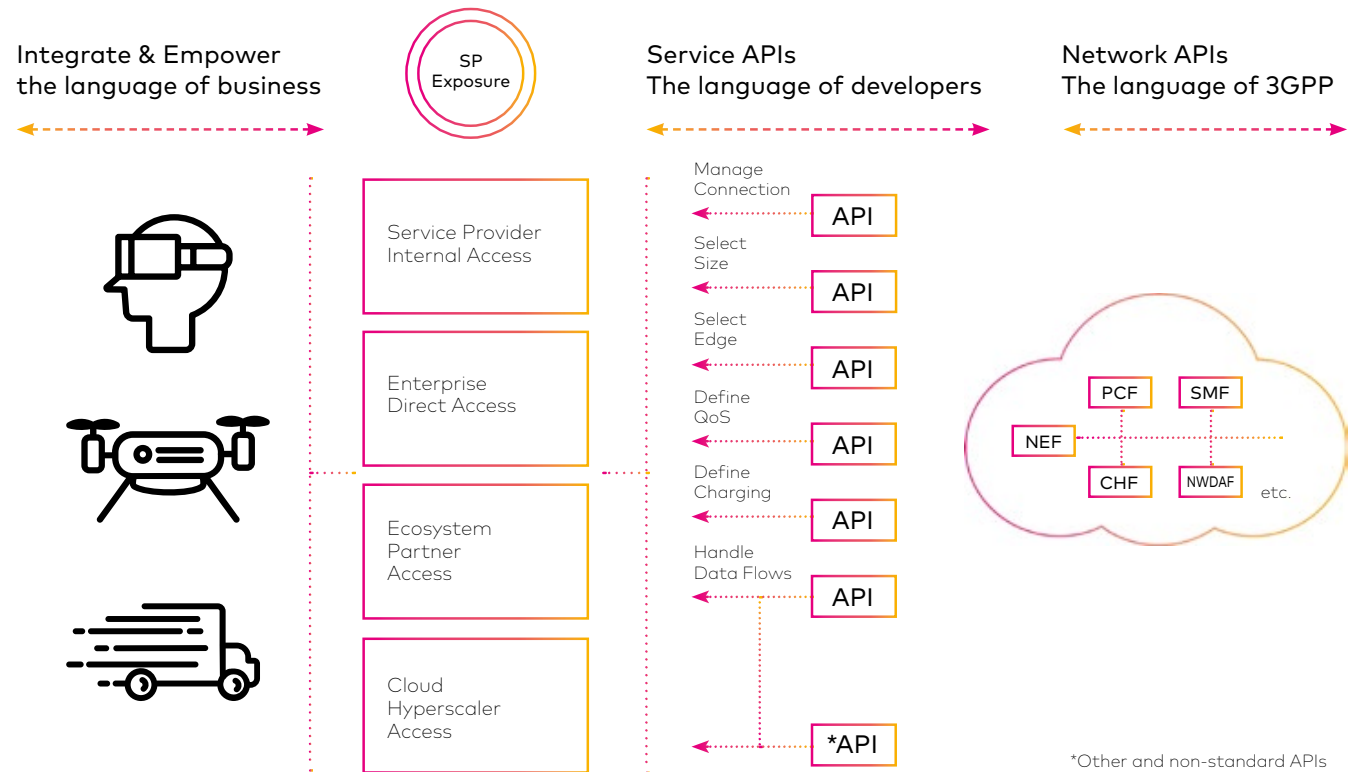 Integrate & Empower
the language of business
SP
Exposure
Service APIs
The language of developers
Network APIs
The language of 3GPP
Service Provider
Internal Access
Enterprise
Direct Access
Ecosystem
Partner
Access
Cloud
Hyperscaler
Access
Manage
Connection
API
Select
Size
API
Select
Edge
API
Define
QoS
API
Define
Charging
API
Handle
Data Flows
API
*API
PCF
SMF
NEF
CHF
NWDAF
etc.
*Other and non-standard APIs